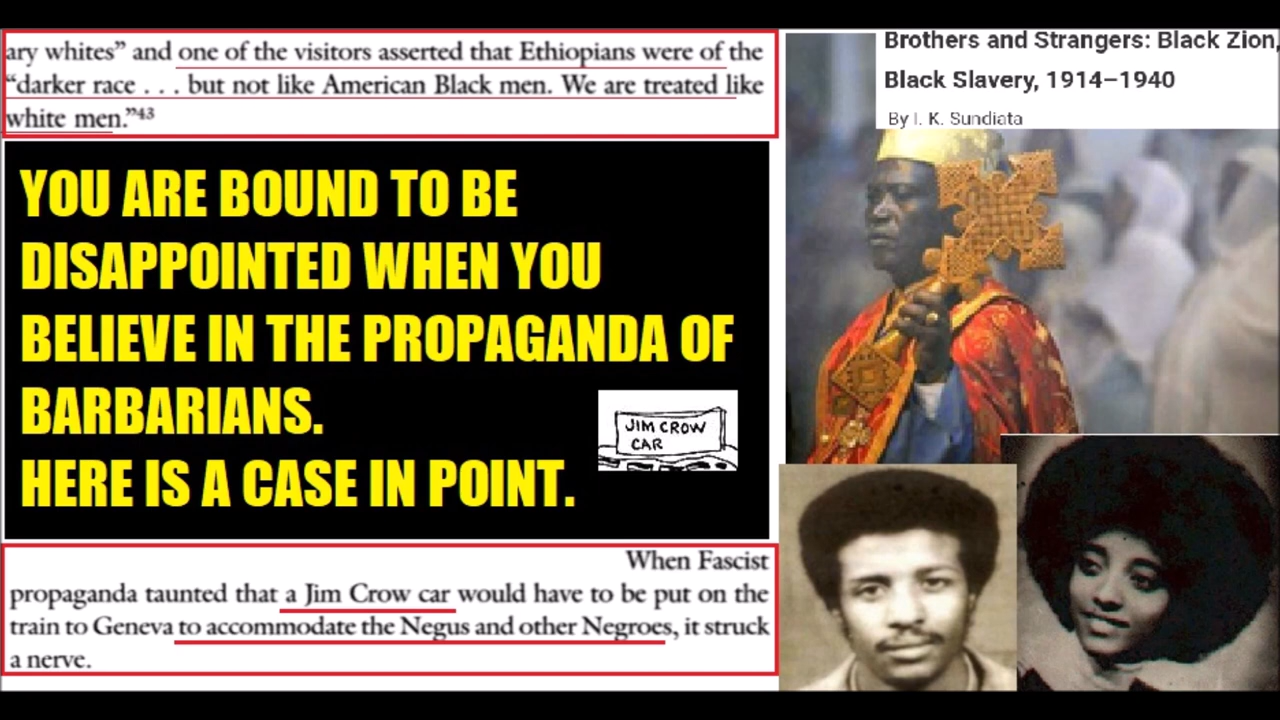 ary whites” and one of the visitors asserted that Ethiopians were of the
“darker race . . . but not like American Black men. We are treated like
white men.”43
YOU ARE BOUND TO BE
DISAPPOINTED WHEN YOU
BELIEVE IN THE PROPAGANDA OF
BARBARIANS.
HERE IS A CASE IN POINT.
JIM CROW
CAR
When Fascist
propaganda taunted that a Jim Crow car would have to be put on the
train to Geneva to accommodate the Negus and other Negroes, it struck
a nerve.
Brothers and Strangers: Black Zion,
Black Slavery, 1914–1940
By I. K. Sundiata